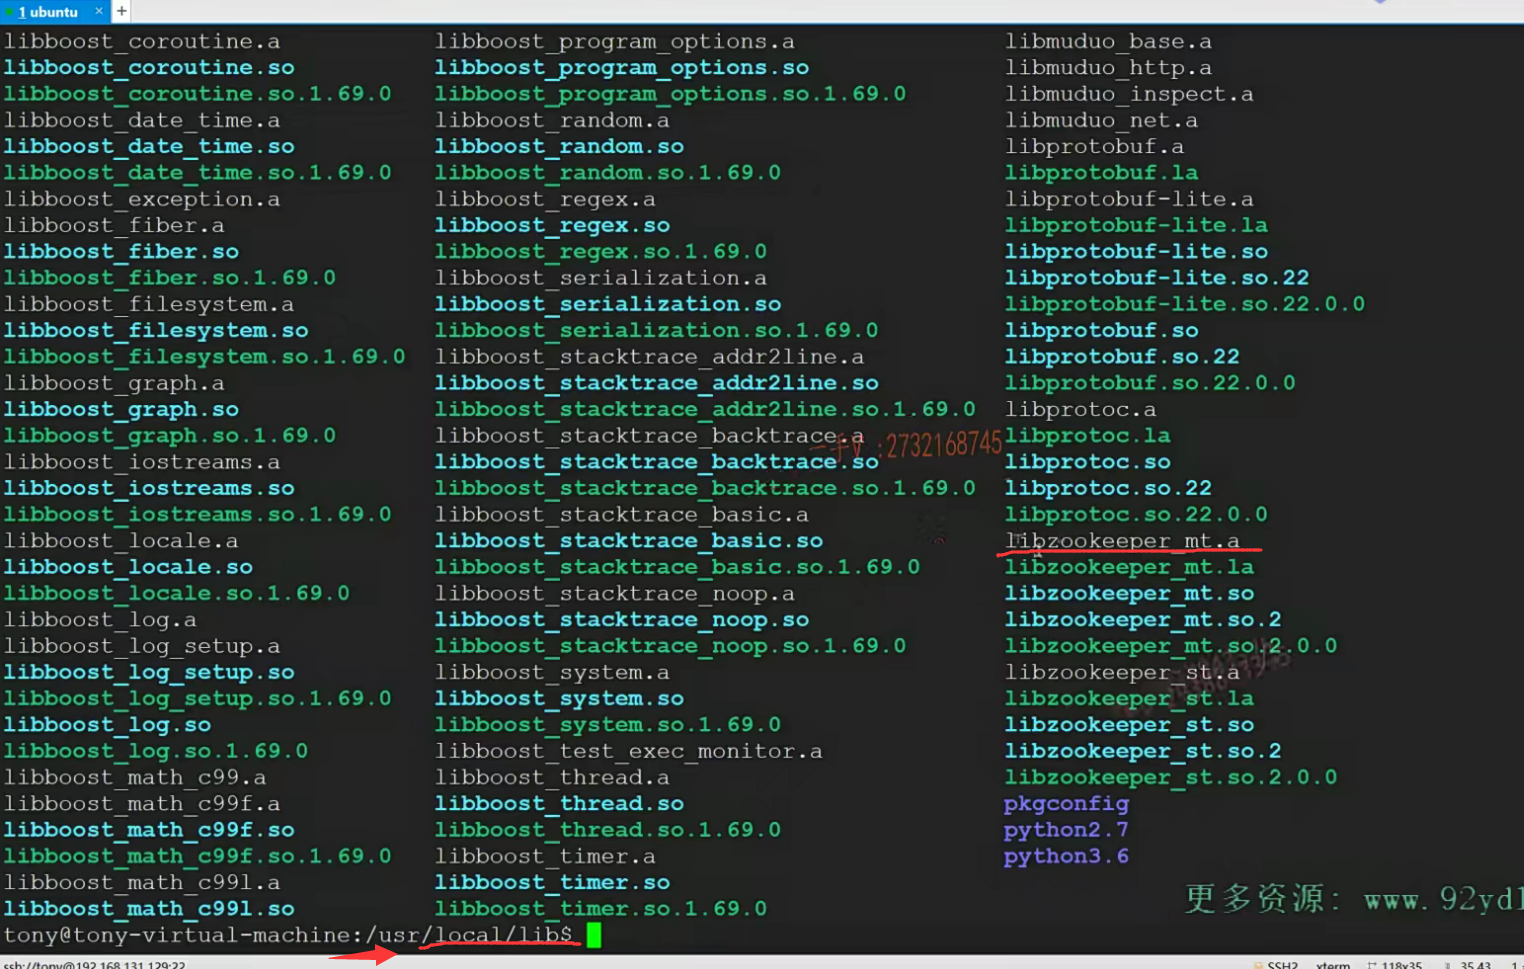 1 ubuntu × +
libboost_coroutine.a libboost_program_options.a libmuduo_base.a
libboost_coroutine.so libboost_program_options.so libmuduo_http.a
libboost_coroutine.so.1.69.0 libboost_program_options.so.1.69.0 libmuduo_inspect.a
libboost_date_time.a libboost_random.a libmuduo_net.a
libboost_date_time.so libboost_random.so libprotobuf.a
libboost_date_time.so.1.69.0 libboost_random.so.1.69.0 libprotobuf.la
libboost_exception.a libboost_regex.a libprotobuf-lite.a
libboost_fiber.a libboost_regex.so libprotobuf-lite.la
libboost_fiber.so libboost_regex.so.1.69.0 libprotobuf-lite.so
libboost_fiber.so.1.69.0 libboost_serialization.a libprotobuf-lite.so.22
libboost_filesystem.a libboost_serialization.so libprotobuf-lite.so.22.0.0
libboost_filesystem.so libboost_serialization.so.1.69.0 libprotobuf.so
libboost_filesystem.so.1.69.0 libboost_stacktrace_addr2line.a libprotobuf.so.22
libboost_graph.a libboost_stacktrace_addr2line.so libprotobuf.so.22.0.0
libboost_graph.so libboost_stacktrace_addr2line.so.1.69.0 libprotoc.a
libboost_graph.so.1.69.0 libboost_stacktrace_backtrace.a libprotoc.la
:2732168745
libboost_iostreams.a libboost_stacktrace_backtrace.so libprotoc.so
libboost_iostreams.so libboost_stacktrace_backtrace.so.1.69.0 libprotoc.so.22
libboost_iostreams.so.1.69.0 libboost_stacktrace_basic.a libprotoc.so.22.0.0
libboost_locale.a libboost_stacktrace_basic.so libzookeeper_mt.a
libboost_locale.so libboost_stacktrace_basic.so.1.69.0 libzookeeper_mt.la
libboost_locale.so.1.69.0 libboost_stacktrace_noop.a libzookeeper_mt.so
libboost_log.a libboost_stacktrace_noop.so libzookeeper_mt.so.2
libboost_log_setup.a libboost_stacktrace_noop.so.1.69.0 libzookeeper_mt.so.2.0.0
libboost_log_setup.so libboost_system.a libzookeeper_st.a
libboost_log_setup.so.1.69.0 libboost_system.so libzookeeper_st.la
libboost_log.so libboost_system.so.1.69.0 libzookeeper_st.so
libboost_log.so.1.69.0 libboost_test_exec_monitor.a libzookeeper_st.so.2
libboost_math_c99.a libboost_thread.a libzookeeper_st.so.2.0.0
libboost_math_c99f.a libboost_thread.so pkgconfig
libboost_math_c99f.so libboost_thread.so.1.69.0 python2.7
libboost_math_c99f.so.1.69.0 libboost_timer.a python3.6
libboost_math_c99l.a libboost_timer.so
更多资源: www.92yd
libboost_math_c99l.so libboost_timer.so.1.69.0
tony@tony-virtual-machine:/usr/local/lib$
ssh://tony@192.168.131.129:22 SSH2 xterm 118x35 35,43